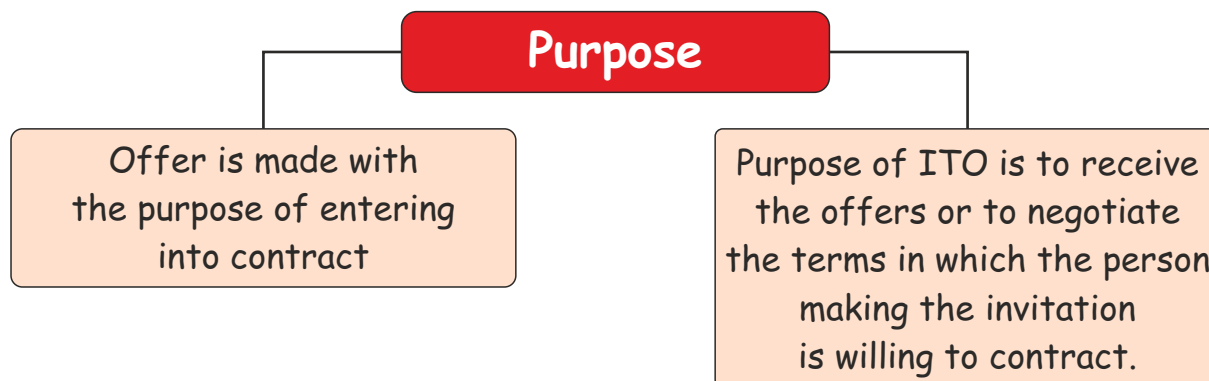 Purpose
Offer is made with
the purpose of entering
into contract
Purpose of ITO is to receive
the offers or to negotiate
the terms in which the person
making the invitation
is willing to contract.